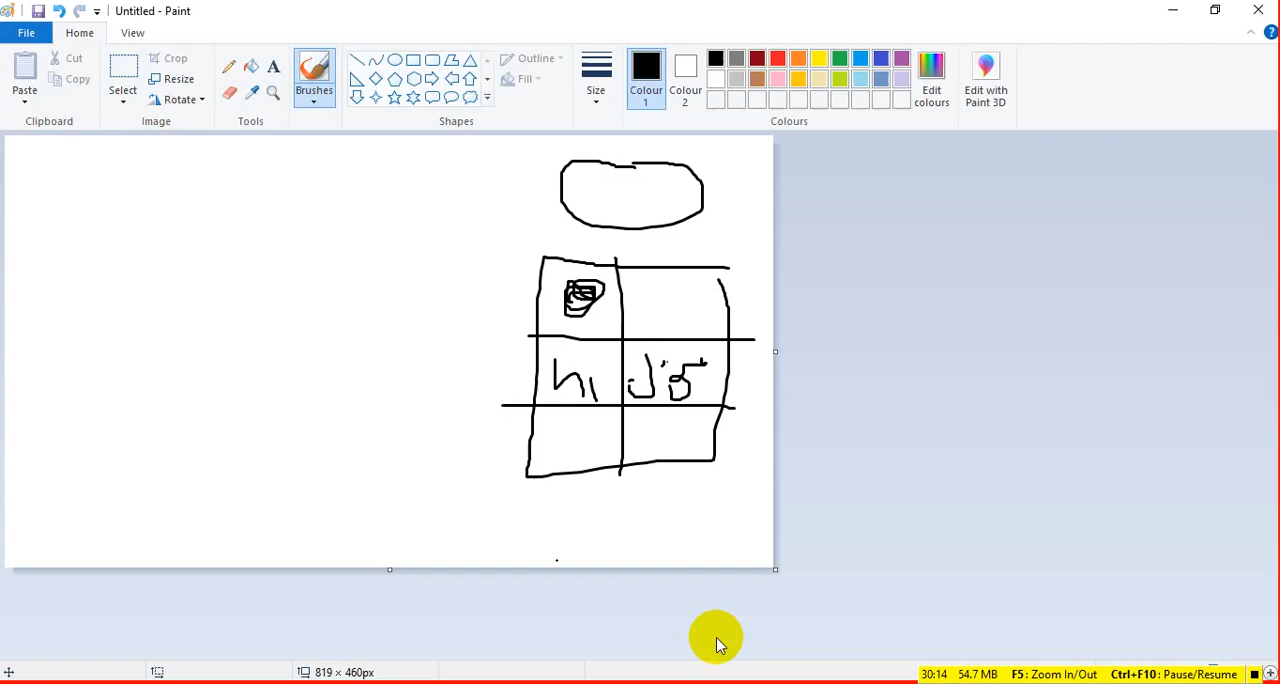 Untitled - Paint
File Home View
Paste
Cut
Copy
Clipboard
Select
Crop
Resize
Rotate
Image
Tools
Brushes
Shapes
Outline
Fill
Size
Colour 1
Colour 2
Edit colours
Colours
Edit with Paint 3D
hi
819 × 460px
30:14 54.7 MB F5: Zoom In/Out Ctrl+F10: Pause/Resume